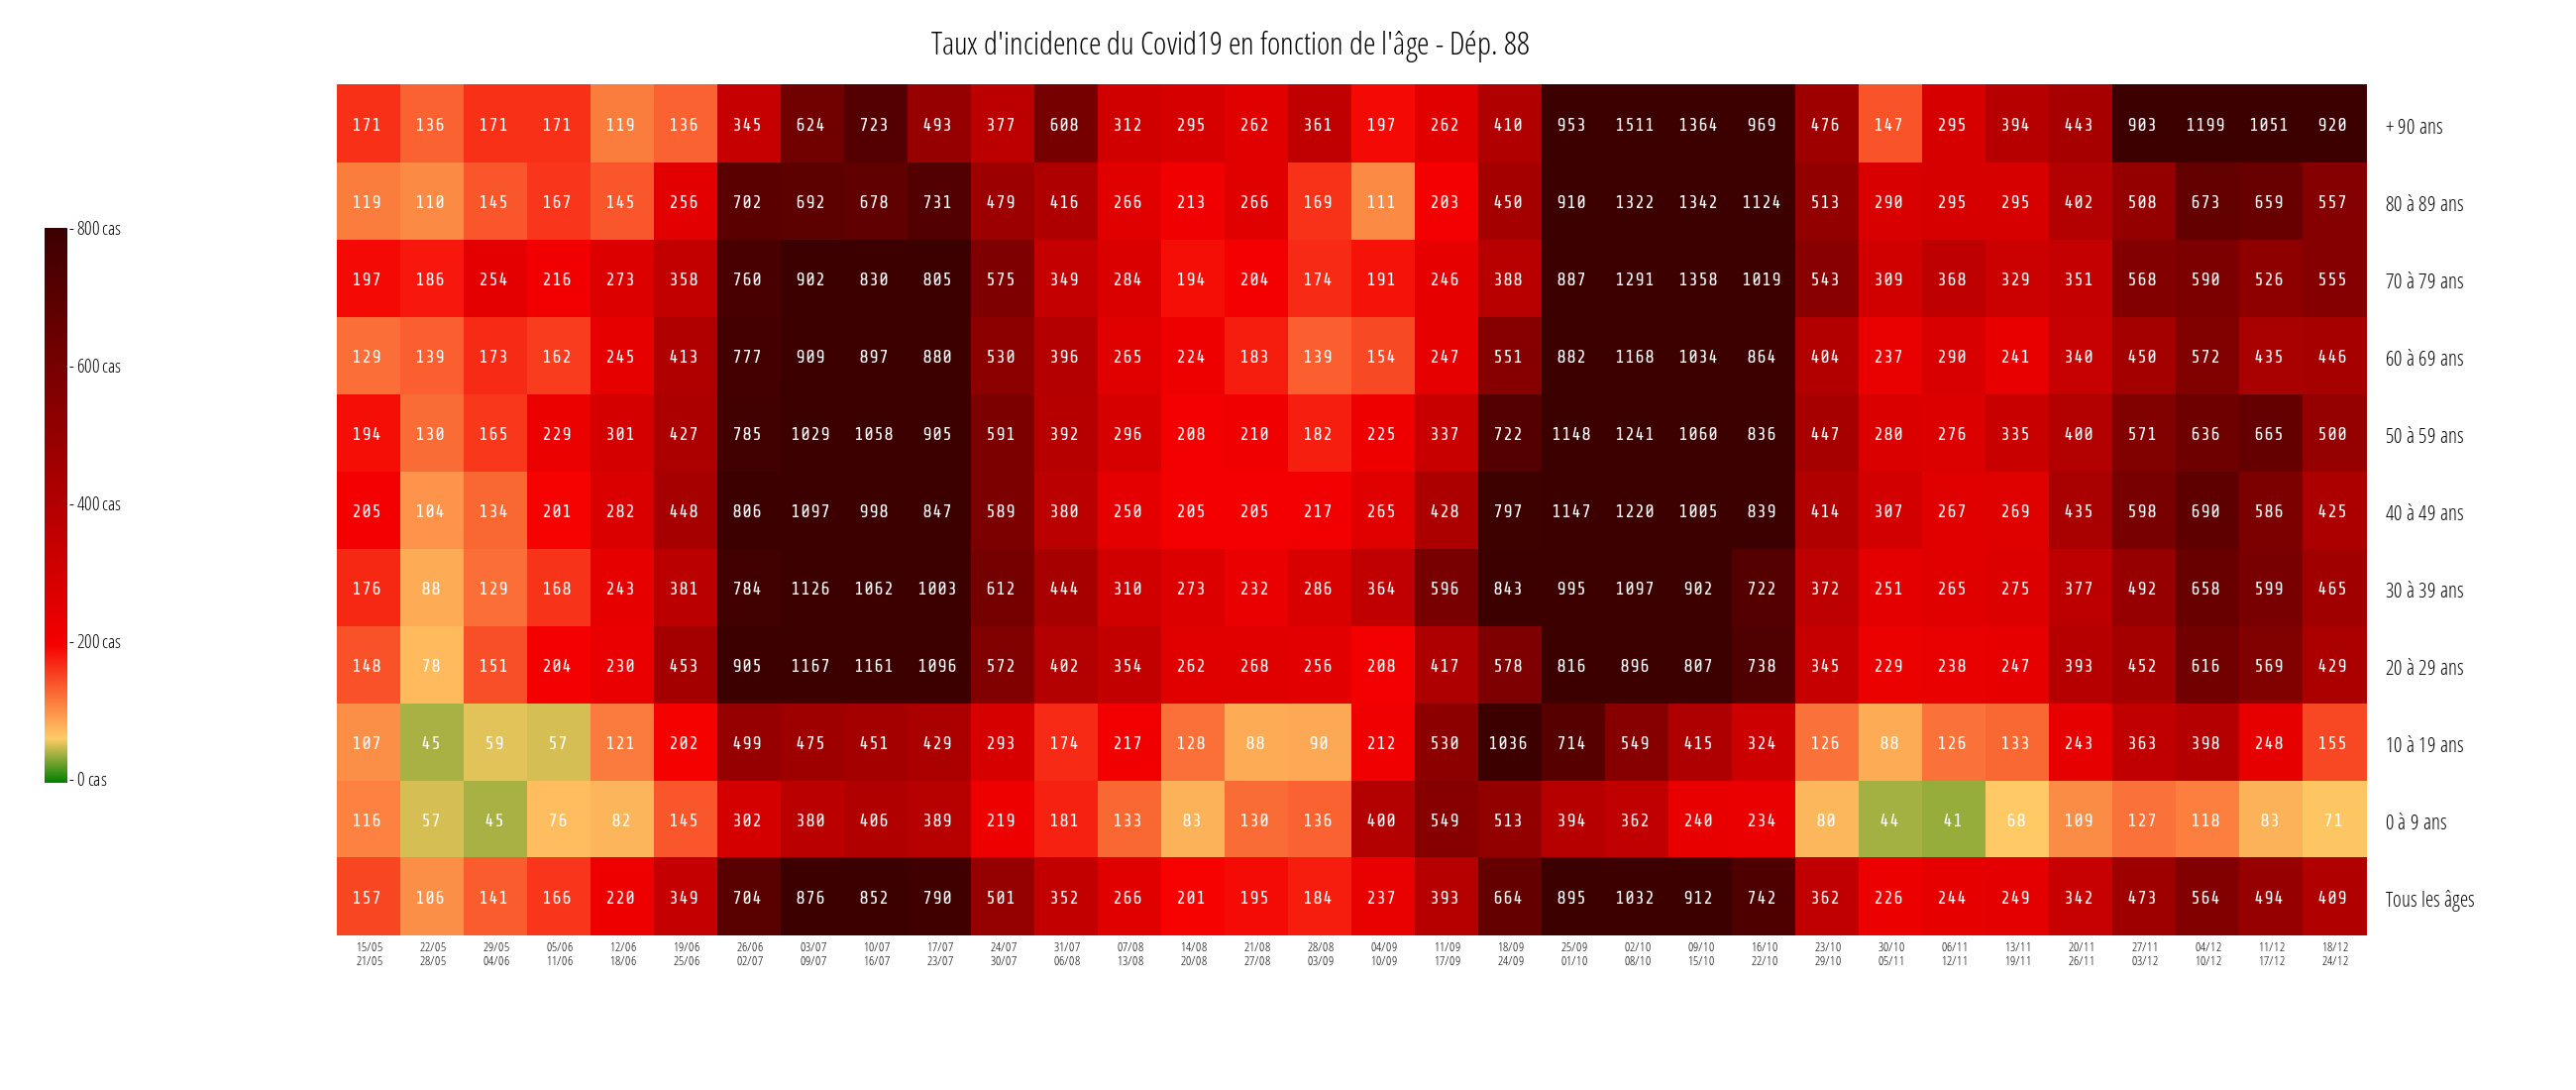 Taux d'incidence du Covid19 en fonction de l'âge - Dép. 88
- 800 cas
- 600 cas
- 400 cas
- 200 cas
- 0 cas
171 136 171 171 119 136 345 624 723 493 377 608 312 295 262 361 197 262 410 953 1511 1364 969 476 147 295 394 443 903 1199 1051 920 + 90 ans
119 110 145 167 145 256 702 692 678 731 479 416 266 213 266 169 111 203 450 910 1322 1342 1124 513 290 295 295 402 508 673 659 557 80 à 89 ans
197 186 254 216 273 358 760 902 830 805 575 349 284 194 204 174 191 246 388 887 1291 1358 1019 543 309 368 329 351 568 590 526 555 70 à 79 ans
129 139 173 162 245 413 777 909 897 880 530 396 265 224 183 139 154 247 551 882 1168 1034 864 404 237 290 241 340 450 572 435 446 60 à 69 ans
194 130 165 229 301 427 785 1029 1058 905 591 392 296 208 210 182 225 337 722 1148 1241 1060 836 447 280 276 335 400 571 636 665 500 50 à 59 ans
205 104 134 201 282 448 806 1097 998 847 589 380 250 205 205 217 265 428 797 1147 1220 1005 839 414 307 267 269 435 598 690 586 425 40 à 49 ans
176 88 129 168 243 381 784 1126 1062 1003 612 444 310 273 232 286 364 596 843 995 1097 902 722 372 251 265 275 377 492 658 599 465 30 à 39 ans
148 78 151 204 230 453 905 1167 1161 1096 572 402 354 262 268 256 208 417 578 816 896 807 738 345 229 238 247 393 452 616 569 429 20 à 29 ans
107 45 59 57 121 202 499 475 451 429 293 174 217 128 88 90 212 530 1036 714 549 415 324 126 88 126 133 243 363 398 248 155 10 à 19 ans
116 57 45 76 82 145 302 380 406 389 219 181 133 83 130 136 400 549 513 394 362 240 234 80 44 41 68 109 127 118 83 71 0 à 9 ans
157 106 141 166 220 349 704 876 852 790 501 352 266 201 195 184 237 393 664 895 1032 912 742 362 226 244 249 342 473 564 494 409 Tous les âges
15/05 22/05 29/05 05/06 12/06 19/06 26/06 03/07 10/07 17/07 24/07 31/07 07/08 14/08 21/08 28/08 04/09 11/09 18/09 25/09 02/10 09/10 16/10 23/10 30/10 06/11 13/11 20/11 27/11 04/12 11/12 18/12
21/05 28/05 04/06 11/06 18/06 25/06 02/07 09/07 16/07 23/07 30/07 06/08 13/08 20/08 27/08 03/09 10/09 17/09 24/09 01/10 08/10 15/10 22/10 29/10 05/11 12/11 19/11 26/11 03/12 10/12 17/12 24/12